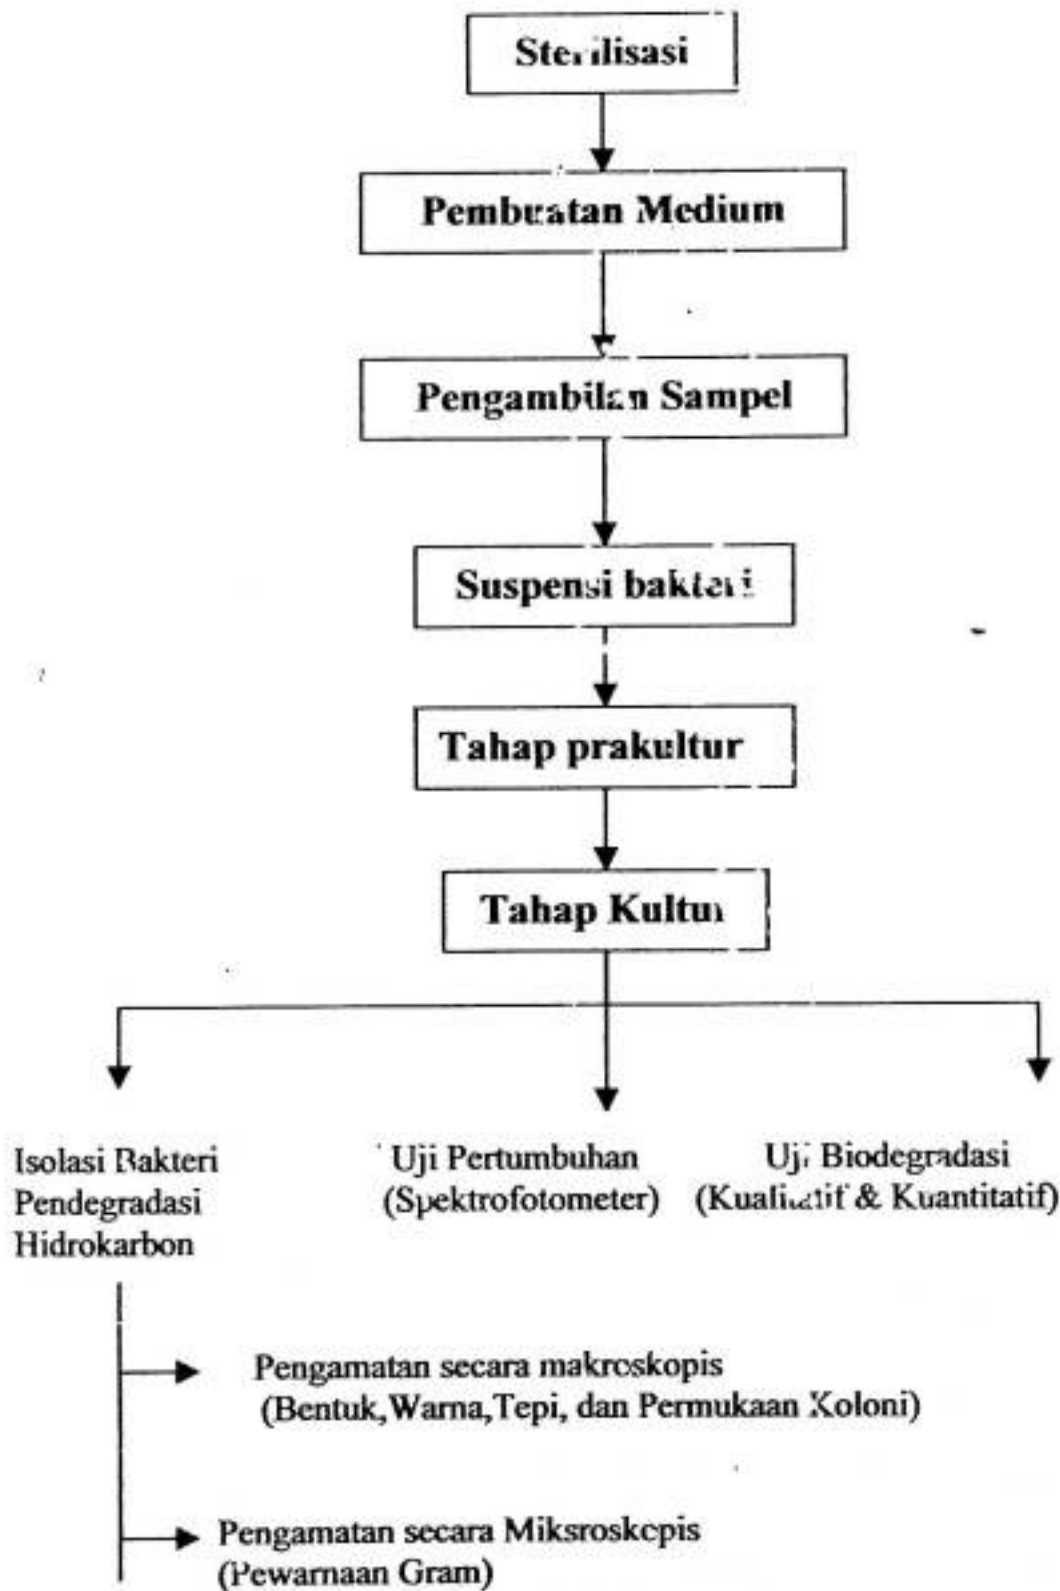 Sterilisasi
Pembuatan Medium
Pengambilan Sampel
Suspensi bakteri
Tahap prakultur
Tahap Kultur
Isolasi Bakteri
Pendegradasi
Hidrokarbon
Uji Pertumbuhan
(Spektrofotometer)
Uji Biodegradasi
(Kualitatif & Kuantitatif)
Pengamatan secara makroskopis
(Bentuk,Warna,Tepi, dan Permukaan Koloni)
Pengamatan secara Miksroskopis
(Pewarnaan Gram)